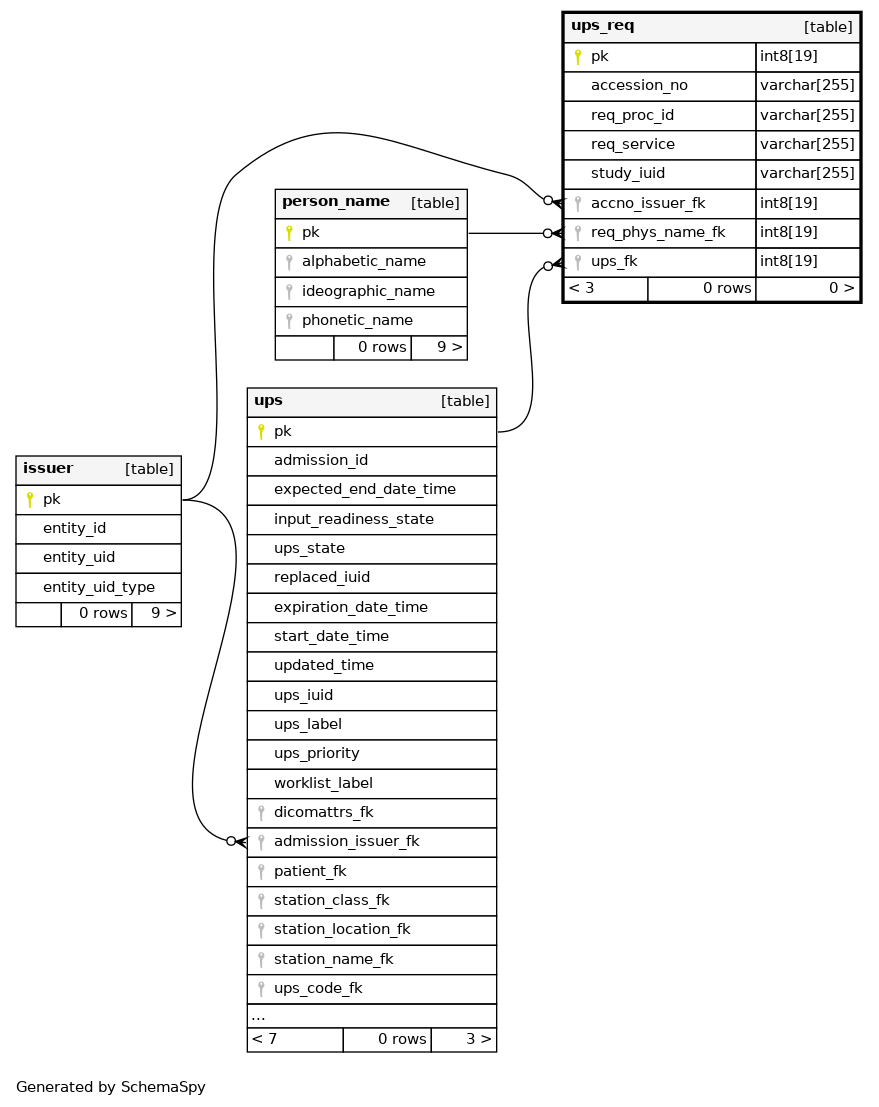 ups_req [table]
pk int8[19]
accession_no varchar[255]
req_proc_id varchar[255]
req_service varchar[255]
study_iuid varchar[255]
accno_issuer_fk int8[19]
req_phys_name_fk int8[19]
ups_fk int8[19]
< 3 0 rows 0 >
person_name [table]
pk
alphabetic_name
ideographic_name
phonetic_name
0 rows 9 >
ups [table]
pk
admission_id
expected_end_date_time
input_readiness_state
ups_state
replaced_iuid
expiration_date_time
start_date_time
updated_time
ups_iuid
ups_label
ups_priority
worklist_label
dicomattrs_fk
admission_issuer_fk
patient_fk
station_class_fk
station_location_fk
station_name_fk
ups_code_fk
...
< 7 0 rows 3 >
issuer [table]
pk
entity_id
entity_uid
entity_uid_type
0 rows 9 >
Generated by SchemaSpy